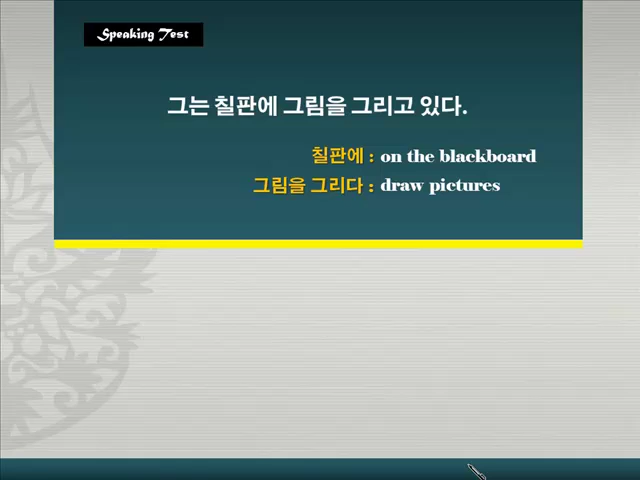 Speaking Test
그는 칠판에 그림을 그리고 있다.
칠판에 : on the blackboard
그림을 그리다 : draw pictures